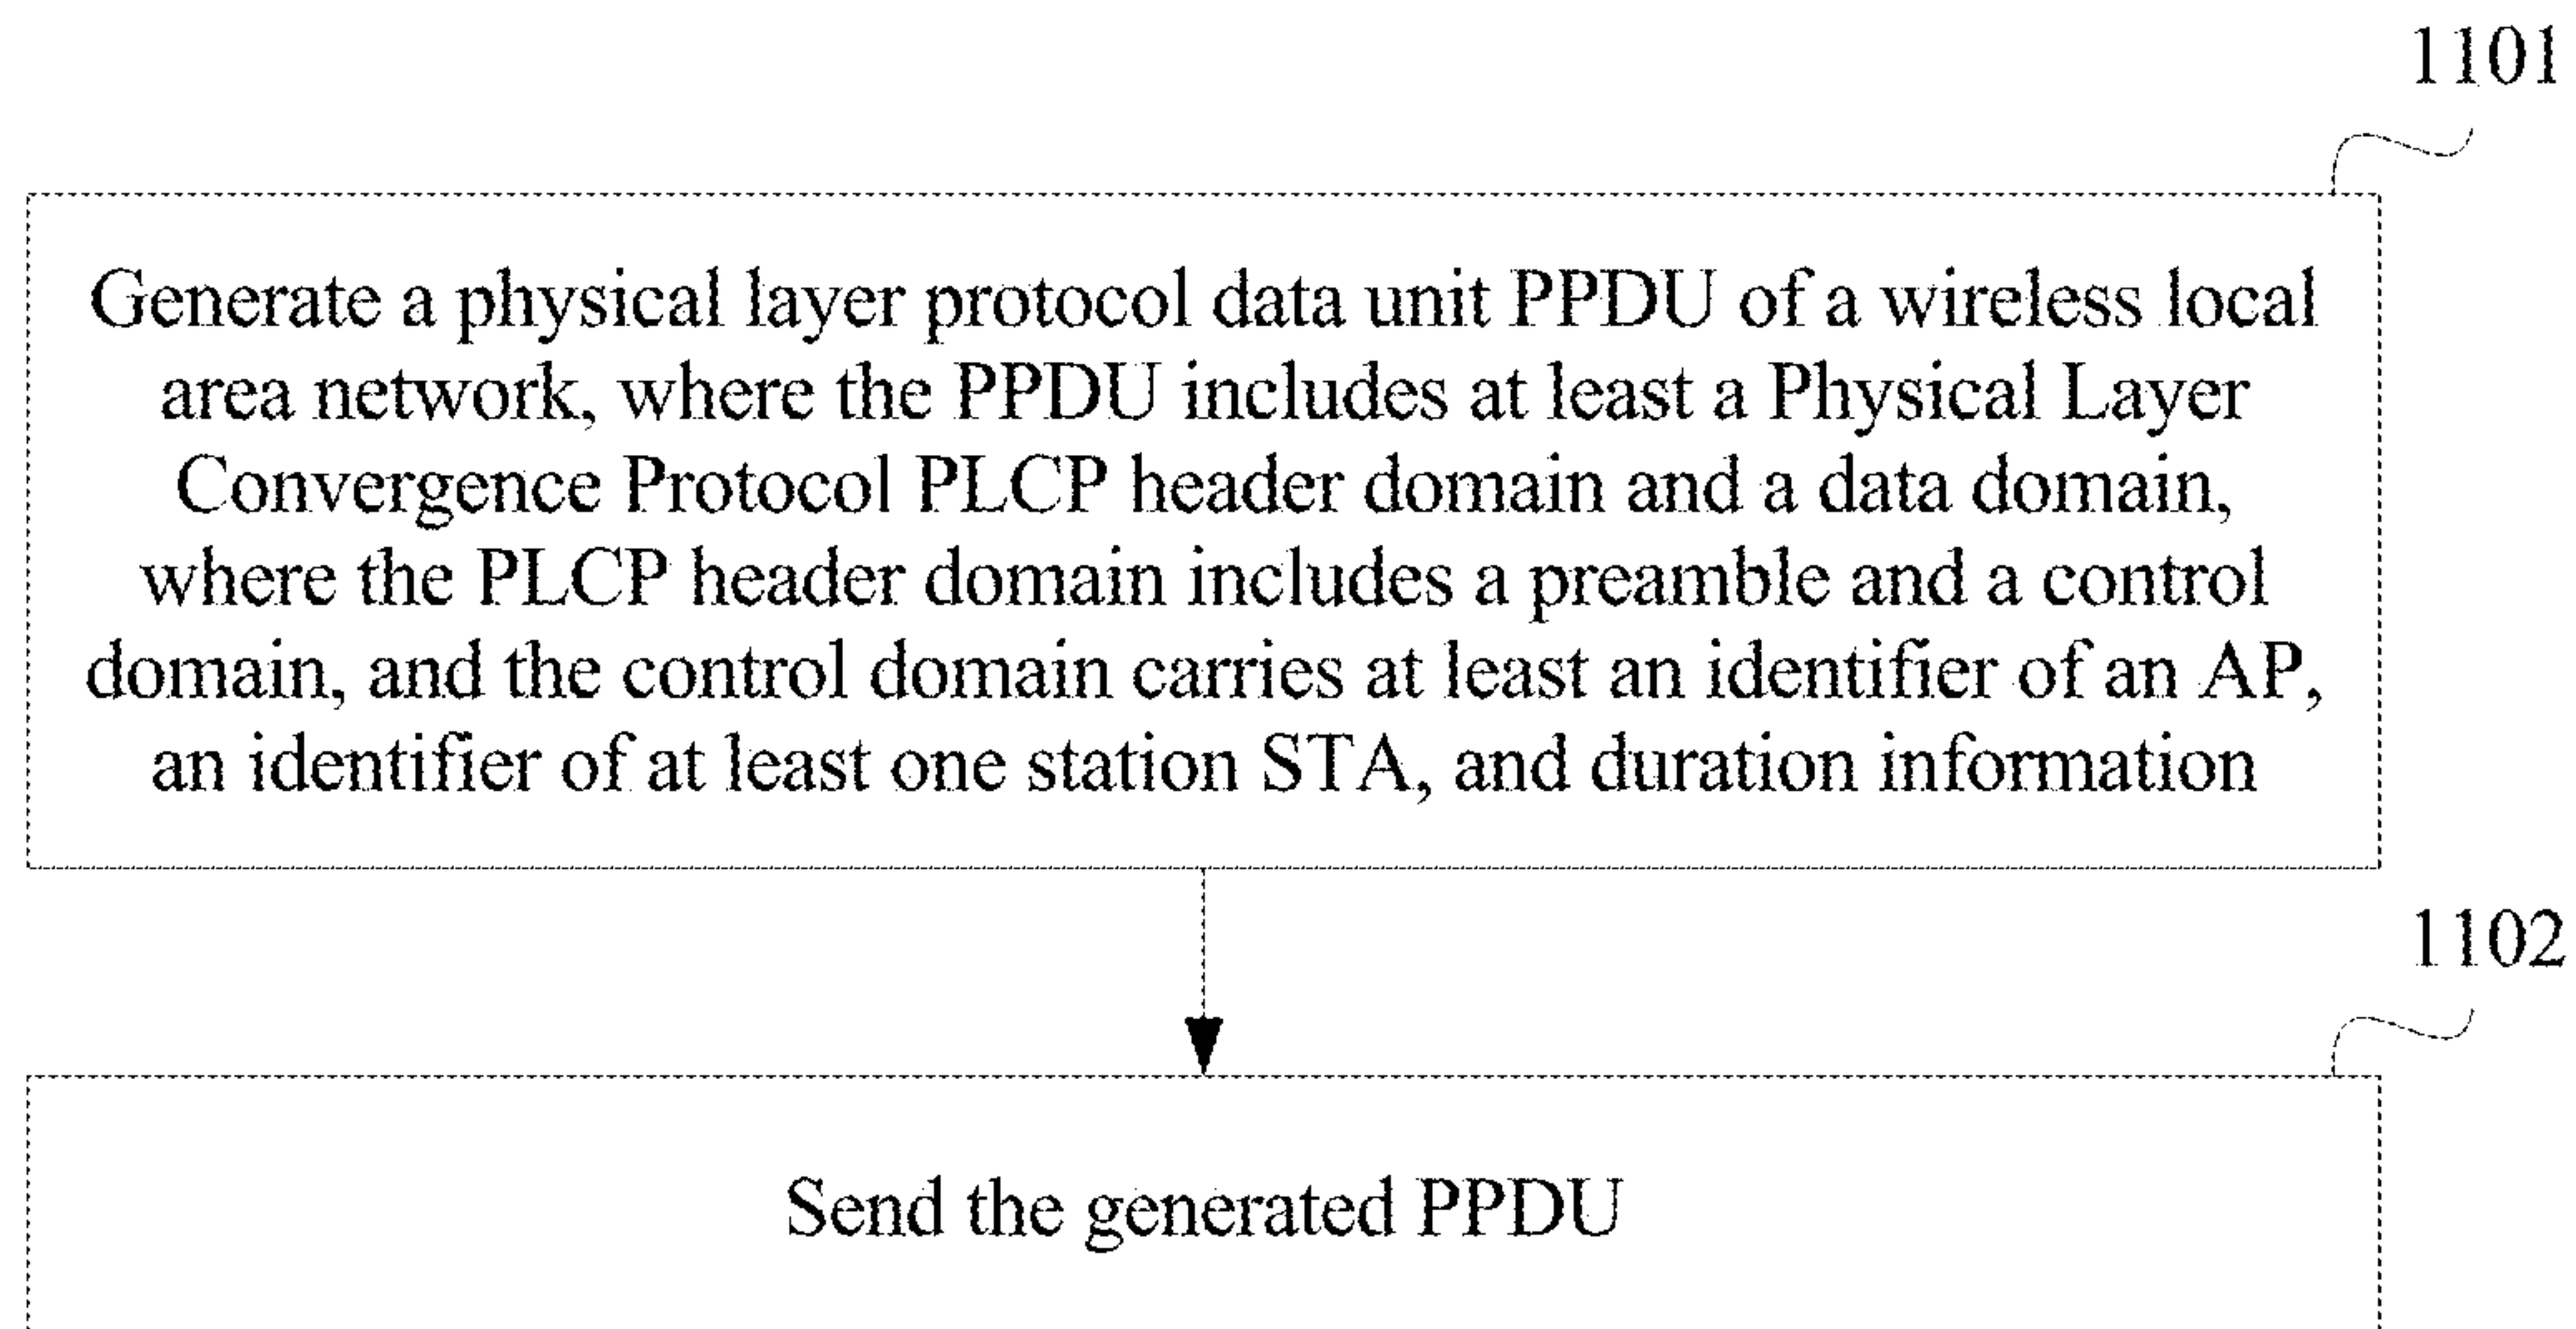 1101
Generate a physical layer protocol data unit PPDU of a wireless local
area network, where the PPDU includes at least a Physical Layer
Convergence Protocol PLCP header domain and a data domain,
where the PLCP header domain includes a preamble and a control
domain, and the control domain carries at least an identifier of an AP,
an identifier of at least one station STA, and duration information
1102
Send the generated PPDU